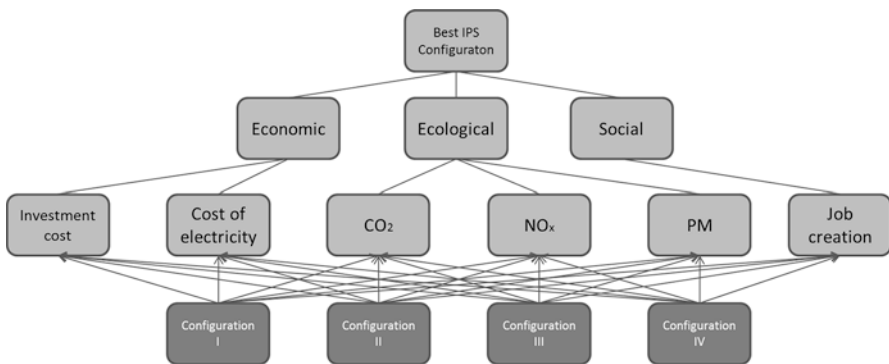 Best IPS
Configuraton
Economic
Ecological
Social
Investment
cost
Cost of
electricity
CO₂
NOₓ
PM
Job
creation
Configuration
I
Configuration
II
Configuration
III
Configuration
IV